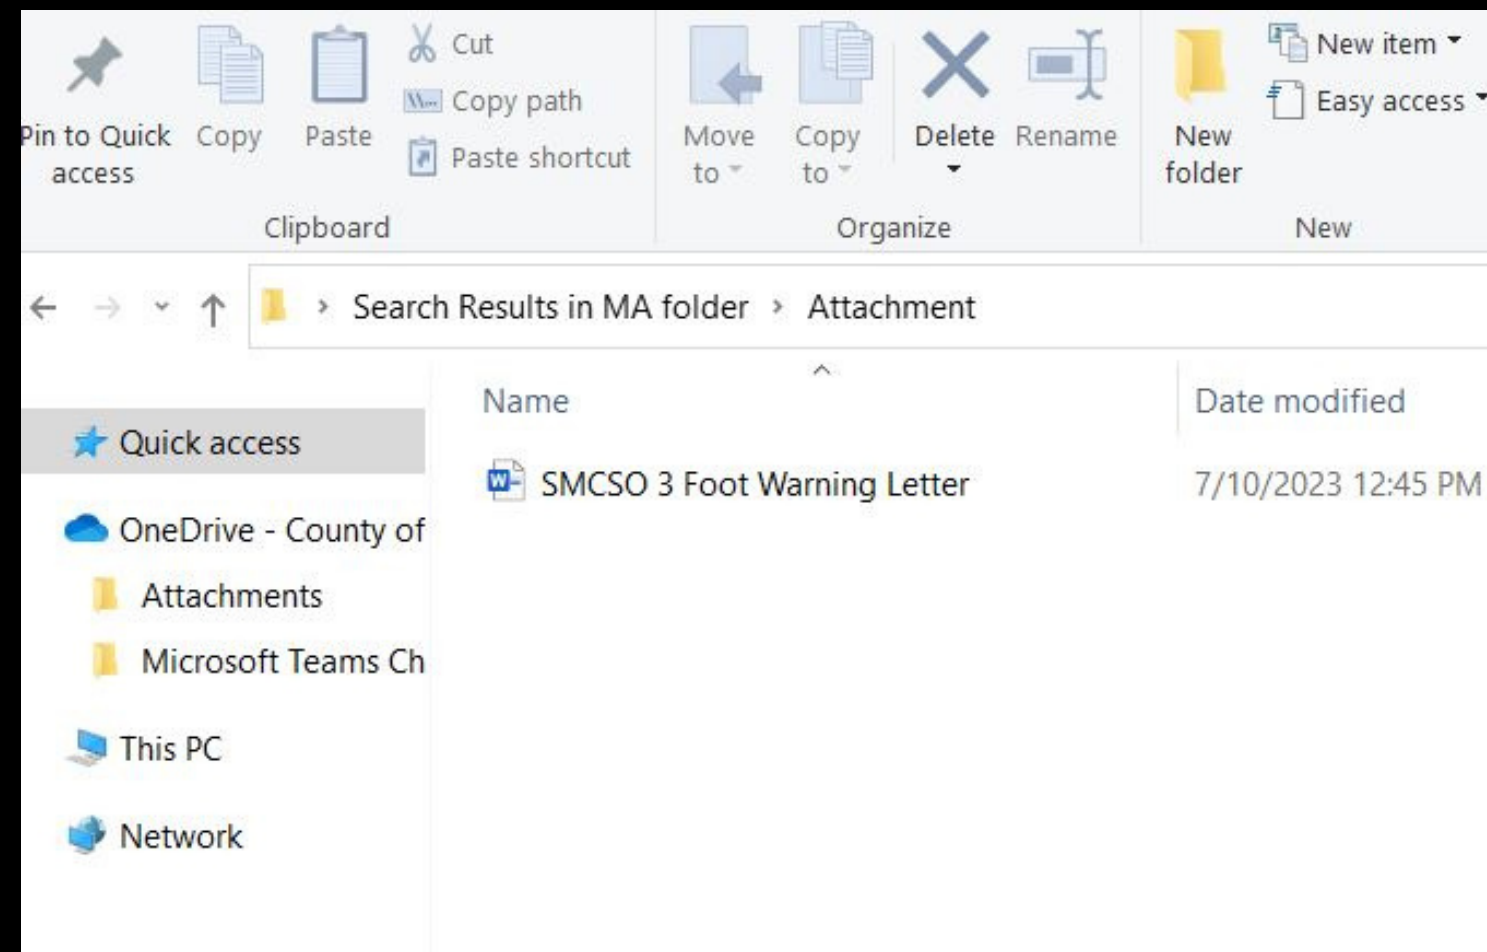 Cut
Copy path
Paste shortcut
Pin to Quick
access
Copy
Paste
Clipboard
Move
to
Copy
to
Delete
Rename
Organize
New
folder
New item
Easy access
New
Search Results in MA folder > Attachment
Quick access
OneDrive - County of
Attachments
Microsoft Teams Ch
This PC
Network
Name
Date modified
SMCSO 3 Foot Warning Letter
7/10/2023 12:45 PM